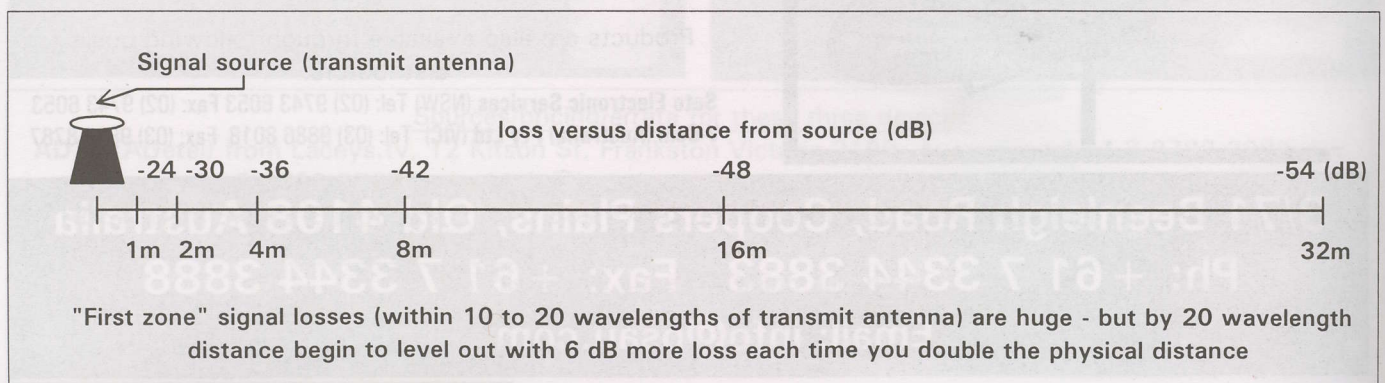 Signal source (transmit antenna)
loss versus distance from source (dB)
-24 -30 -36 -42 -48 -54 (dB)
1m 2m 4m 8m 16m 32m
"First zone" signal losses (within 10 to 20 wavelengths of transmit antenna) are huge - but by 20 wavelength
distance begin to level out with 6 dB more loss each time you double the physical distance